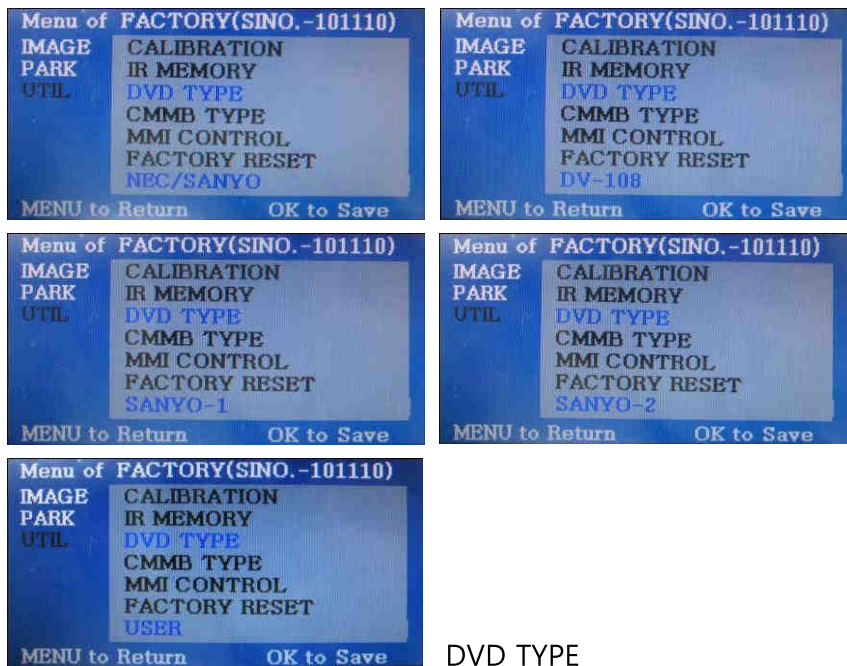 Menu of FACTORY(SINO.-101110)
IMAGE CALIBRATION
PARK IR MEMORY
UTIL DVD TYPE
CMMB TYPE
MMI CONTROL
FACTORY RESET
NEC/SANYO
MENU to Return OK to Save
Menu of FACTORY(SINO.-101110)
IMAGE CALIBRATION
PARK IR MEMORY
UTIL DVD TYPE
CMMB TYPE
MMI CONTROL
FACTORY RESET
DV-108
MENU to Return OK to Save
Menu of FACTORY(SINO.-101110)
IMAGE CALIBRATION
PARK IR MEMORY
UTIL DVD TYPE
CMMB TYPE
MMI CONTROL
FACTORY RESET
SANYO-1
MENU to Return OK to Save
Menu of FACTORY(SINO.-101110)
IMAGE CALIBRATION
PARK IR MEMORY
UTIL DVD TYPE
CMMB TYPE
MMI CONTROL
FACTORY RESET
SANYO-2
MENU to Return OK to Save
Menu of FACTORY(SINO.-101110)
IMAGE CALIBRATION
PARK IR MEMORY
UTIL DVD TYPE
CMMB TYPE
MMI CONTROL
FACTORY RESET
USER
MENU to Return OK to Save
DVD TYPE